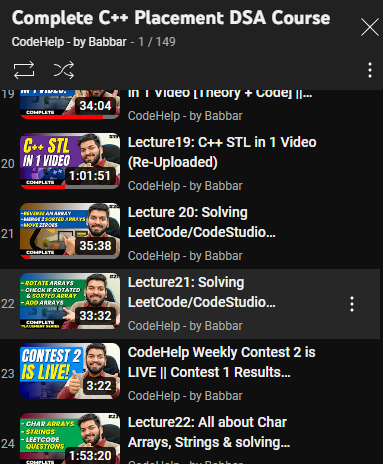 Complete C++ Placement DSA Course
CodeHelp - by Babbar - 1 / 149
19
34:04
in 1 Video [Theory + Code] ||...
CodeHelp - by Babbar
20
C++ STL
IN 1 VIDEO
COMPLETE
1:01:51
Lecture19: C++ STL in 1 Video
(Re-Uploaded)
CodeHelp - by Babbar
21
- REVERSE AN ARRAY
- MERGE 2 SORTED ARRAYS
- MOVE ZEROES
COMPLETE
35:38
Lecture 20: Solving
LeetCode/CodeStudio...
CodeHelp - by Babbar
22
- ROTATE ARRAYS
- CHECK IF ROTATED
& SORTED ARRAY
- ADD ARRAYS
COMPLETE
33:32
Lecture21: Solving
LeetCode/CodeStudio...
CodeHelp - by Babbar
23
CONTEST 2
IS LIVE!
3:22
CodeHelp Weekly Contest 2 is
LIVE || Contest 1 Results...
CodeHelp - by Babbar
24
- CHAR ARRAYS
- STRINGS
- LEETCODE
QUESTIONS
COMPLETE
1:53:20
Lecture22: All about Char
Arrays, Strings & solving...